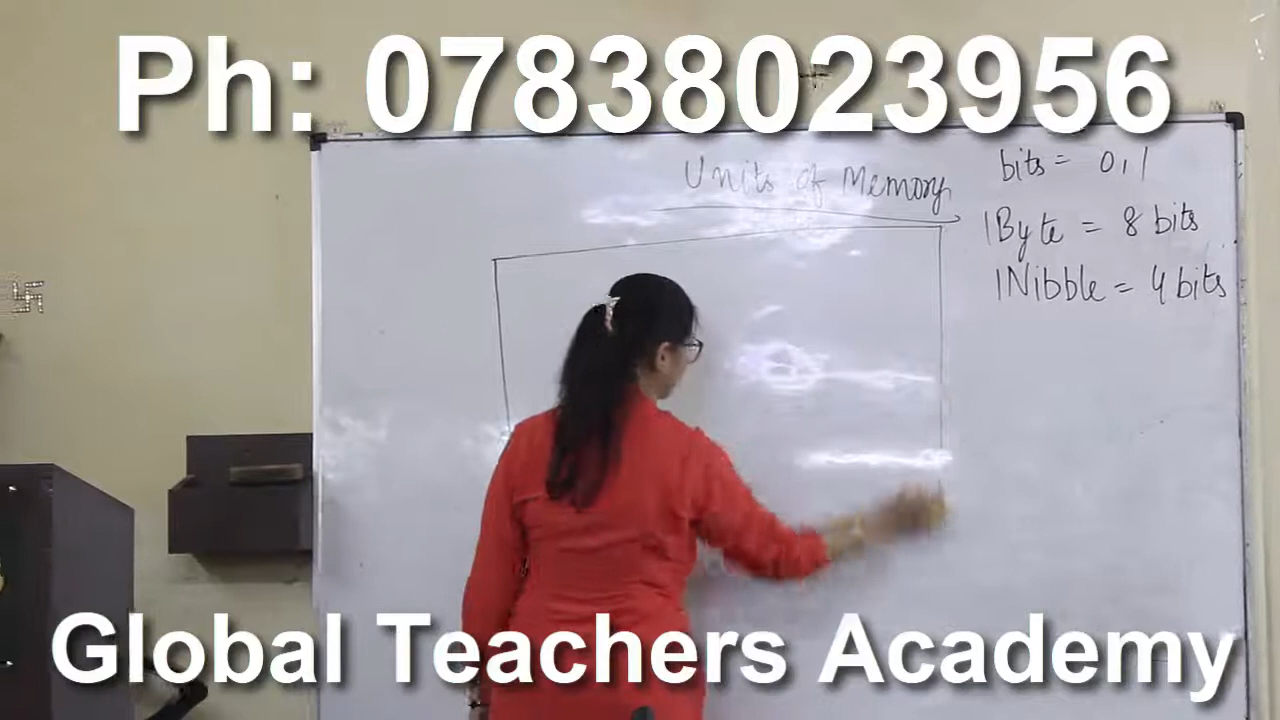 Ph: 07838023956
Units of Memory
bits = 0, 1
1Byte = 8 bits
1Nibble = 4 bits
Global Teachers Academy